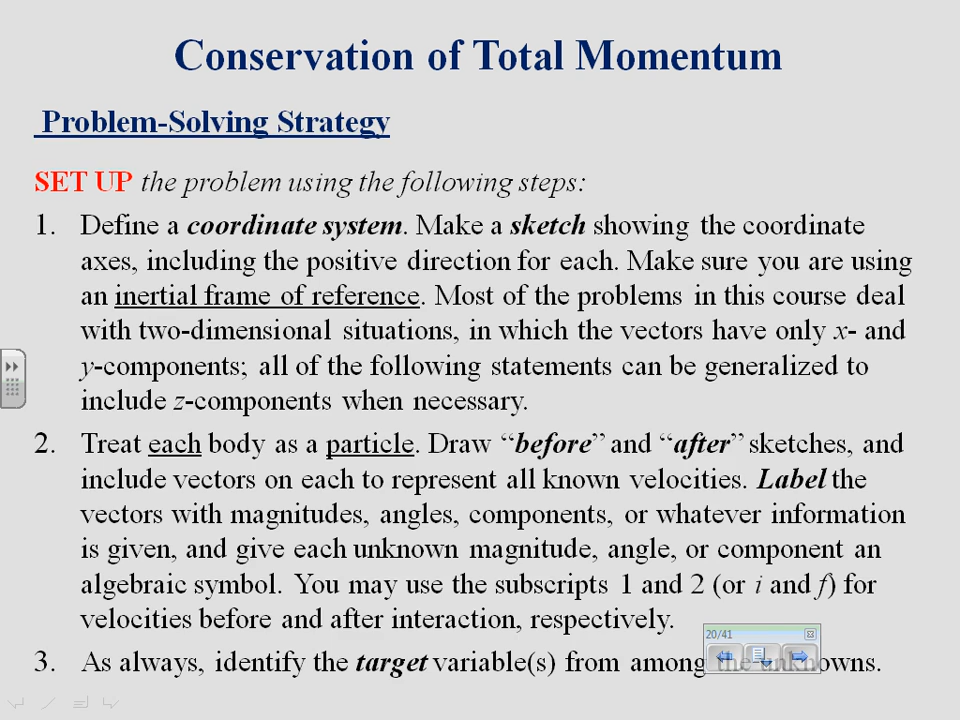 Conservation of Total Momentum
Problem-Solving Strategy
SET UP the problem using the following steps:
1. Define a coordinate system. Make a sketch showing the coordinate
axes, including the positive direction for each. Make sure you are using
an inertial frame of reference. Most of the problems in this course deal
with two-dimensional situations, in which the vectors have only x- and
y-components; all of the following statements can be generalized to
include z-components when necessary.
2. Treat each body as a particle. Draw “before” and “after” sketches, and
include vectors on each to represent all known velocities. Label the
vectors with magnitudes, angles, components, or whatever information
is given, and give each unknown magnitude, angle, or component an
algebraic symbol. You may use the subscripts 1 and 2 (or i and f) for
velocities before and after interaction, respectively.
20/41
3. As always, identify the target variable(s) from among the unknowns.